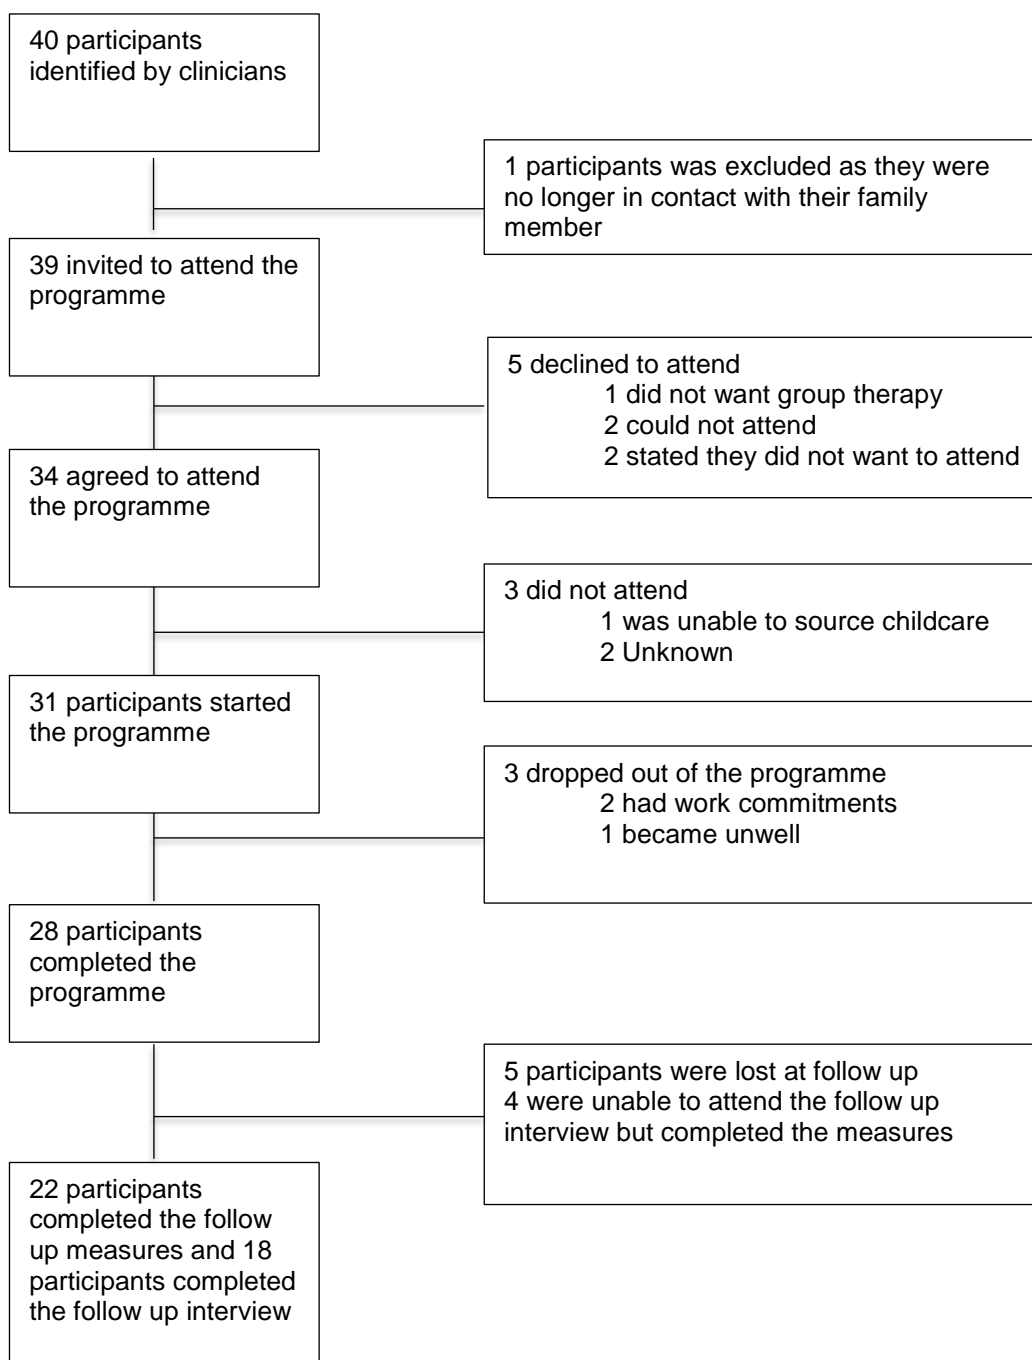 40 participants
identified by clinicians
1 participants was excluded as they were
no longer in contact with their family
member
39 invited to attend the
programme
5 declined to attend
1 did not want group therapy
2 could not attend
2 stated they did not want to attend
34 agreed to attend
the programme
3 did not attend
1 was unable to source childcare
2 Unknown
31 participants started
the programme
3 dropped out of the programme
2 had work commitments
1 became unwell
28 participants
completed the
programme
5 participants were lost at follow up
4 were unable to attend the follow up
interview but completed the measures
22 participants
completed the follow
up measures and 18
participants completed
the follow up interview